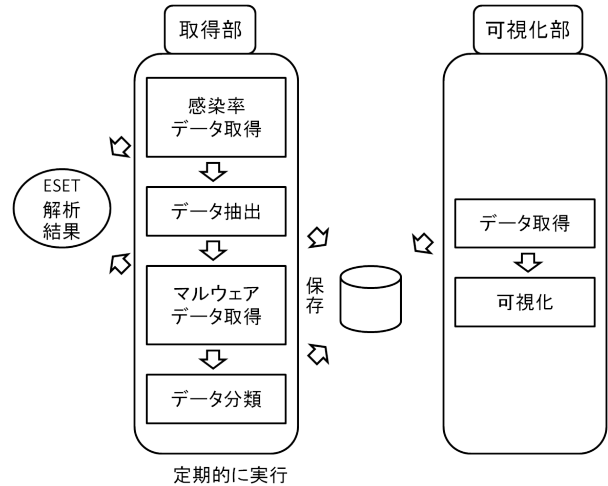 取得部
感染率
データ取得
データ抽出
マルウェア
データ取得
データ分類
定期的に実行
ESET
解析
結果
保
存
可視化部
データ取得
可視化